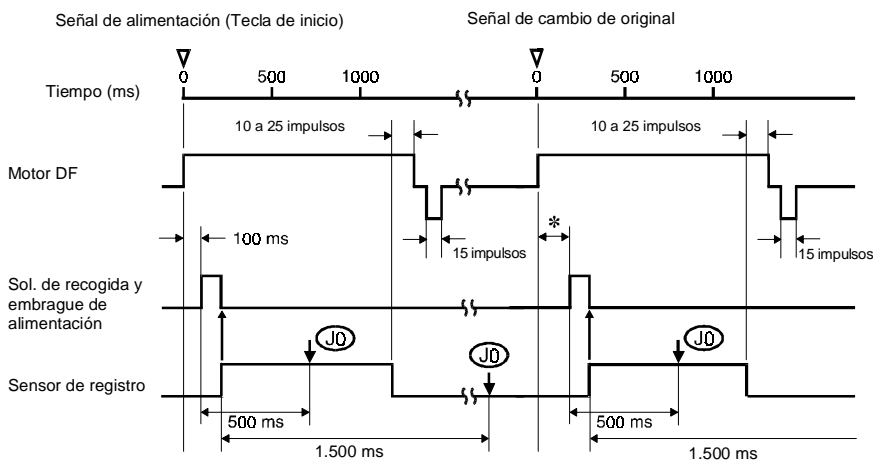 Señal de alimentación (Tecla de inicio)
Señal de cambio de original
Tiempo (ms)
0 500 1000 0 500 1000
10 a 25 impulsos 10 a 25 impulsos
Motor DF
100 ms
15 impulsos
*
15 impulsos
Sol. de recogida y
embrague de
alimentación
J0 J0 J0
Sensor de registro
500 ms 500 ms
1.500 ms 1.500 ms